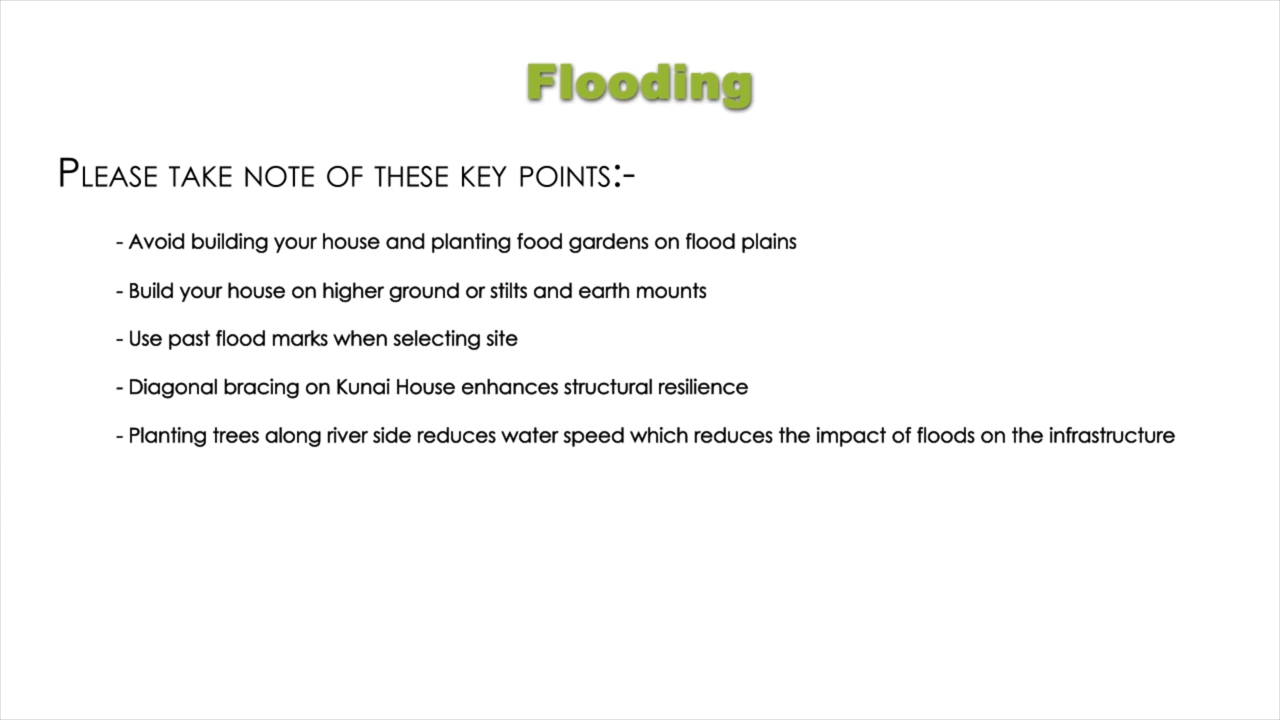 Flooding
Please take note of these key points:-
- Avoid building your house and planting food gardens on flood plains
- Build your house on higher ground or stilts and earth mounts
- Use past flood marks when selecting site
- Diagonal bracing on Kunai House enhances structural resilience
- Planting trees along river side reduces water speed which reduces the impact of floods on the infrastructure